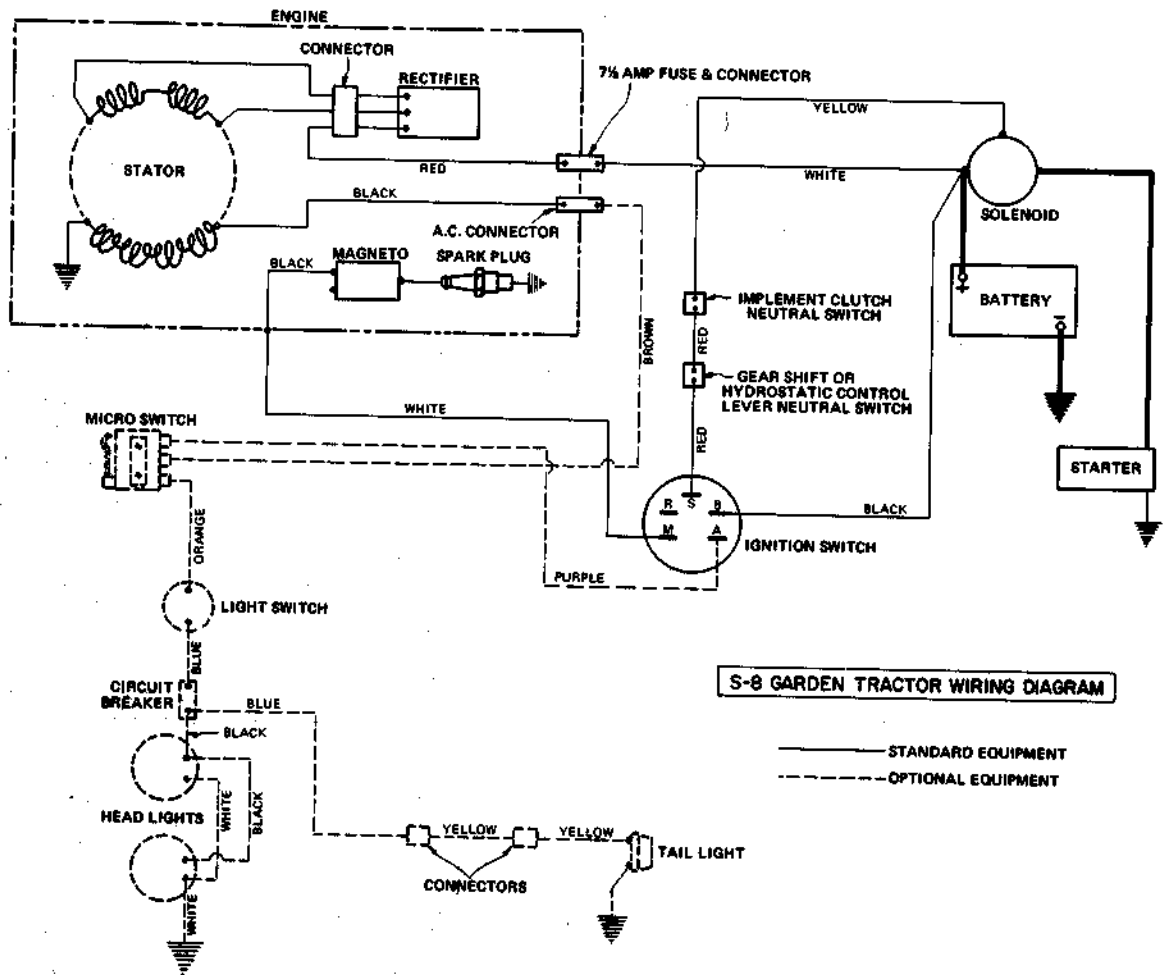 ENGINE
CONNECTOR
RECTIFIER
7½ AMP FUSE & CONNECTOR
YELLOW
STATOR
RED
WHITE
BLACK
SOLENOID
A.C. CONNECTOR
MAGNETO
SPARK PLUG
BLACK
+
BATTERY
−
IMPLEMENT CLUTCH
NEUTRAL SWITCH
BROWN
RED
GEAR SHIFT OR
HYDROSTATIC CONTROL
LEVER NEUTRAL SWITCH
WHITE
MICRO SWITCH
RED
STARTER
S
R
B
BLACK
M
A
IGNITION SWITCH
ORANGE
PURPLE
LIGHT SWITCH
BLUE
CIRCUIT
BREAKER
BLUE
S-8 GARDEN TRACTOR WIRING DIAGRAM
BLACK
STANDARD EQUIPMENT
OPTIONAL EQUIPMENT
WHITE
BLACK
HEAD LIGHTS
YELLOW
YELLOW
TAIL LIGHT
CONNECTORS
WHITE